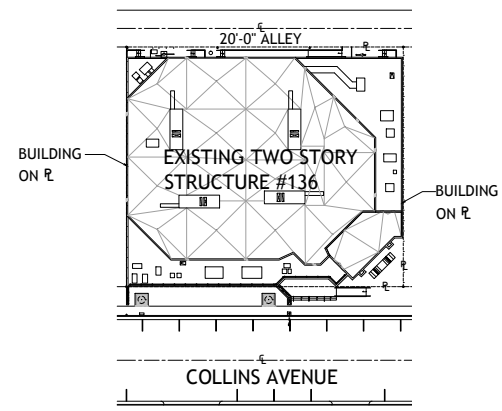 ℄
20'-0" ALLEY
℄
BUILDING
ON ℄
EXISTING TWO STORY
STRUCTURE #136
BUILDING
ON ℄
℄
℄
℄
COLLINS AVENUE